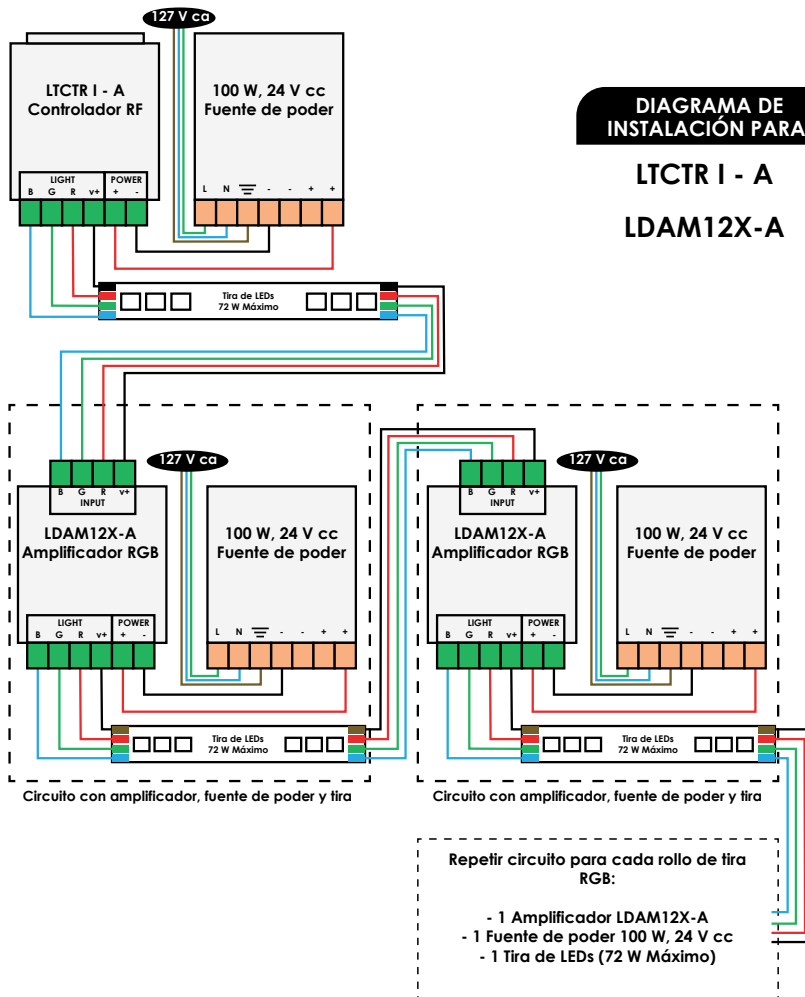 127 V ca
LTCTR I - A
Controlador RF
LIGHT
POWER
B G R v+ + -
100 W, 24 V cc
Fuente de poder
L N - - + +
DIAGRAMA DE
INSTALACIÓN PARA
LTCTR I - A
LDAM12X-A
Tira de LEDs
72 W Máximo
B G R v+
INPUT
LDAM12X-A
Amplificador RGB
LIGHT
POWER
B G R v+ + -
127 V ca
100 W, 24 V cc
Fuente de poder
L N - - + +
Tira de LEDs
72 W Máximo
Circuito con amplificador, fuente de poder y tira
B G R v+
INPUT
LDAM12X-A
Amplificador RGB
LIGHT
POWER
B G R v+ + -
127 V ca
100 W, 24 V cc
Fuente de poder
L N - - + +
Tira de LEDs
72 W Máximo
Circuito con amplificador, fuente de poder y tira
Repetir circuito para cada rollo de tira
RGB:
- 1 Amplificador LDAM12X-A
- 1 Fuente de poder 100 W, 24 V cc
- 1 Tira de LEDs (72 W Máximo)